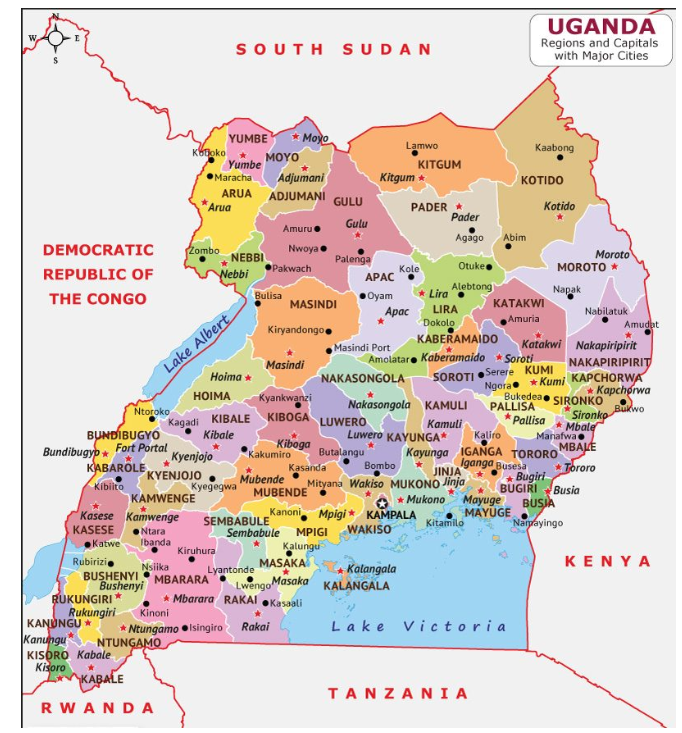 UGANDA
Regions and Capitals
with Major Cities
N
W E
S
SOUTH SUDAN
DEMOCRATIC
REPUBLIC OF
THE CONGO
KENYA
TANZANIA
RWANDA
Lake Albert
Lake Victoria
YUMBE
Yumbe
Moyo
MOYO
Koboko
Maracha
ARUA
Arua
Adjumani
ADJUMANI
Lamwo
KITGUM
Kitgum
Kaabong
KOTIDO
Kotido
GULU
Gulu
Amuru
Nwoya
Palenga
PADER
Pader
Agago
Abim
Zombo
NEBBI
Nebbi
Pakwach
Moroto
MOROTO
Napak
APAC
Kole
Oyam
Apac
Otuke
Lira
Alebtong
LIRA
Dokolo
Bulisa
MASINDI
Kiryandongo
Masindi Port
Masindi
KATAKWI
Amuria
Katakwi
Nabilatuk
Amudat
Nakapiripirit
NAKAPIRIPIRIT
KABERAMAIDO
Kaberamaido
Amolatar
SOROTI
Soroti
Serere
Ngora
KUMI
Kumi
Bukedea
KAPCHORWA
Kapchorwa
Bukwo
SIRONKO
Sironko
Hoima
HOIMA
NAKASONGOLA
Nakasongola
Kyankwanzi
KIBOGA
Kiboga
Ntoroko
BUNDIBUGYO
Bundibugyo
Kagadi
KIBALE
Kibale
Kakumiro
LUWERO
Luwero
Butalangu
KAMULI
Kamuli
KAYUNGA
Kayunga
PALLISA
Pallisa
Mbale
Manafwa
MBALE
Kaliro
IGANGA
Iganga
Busesa
TORORO
Tororo
Bugiri
BUGIRI
Busia
BUSIA
Namayingo
Fort Portal
KABAROLE
Kibiito
Kyenjojo
KYENJOJO
Kyegegwa
Mubende
MUBENDE
Kasanda
Mityana
Bombo
Wakiso
MUKONO
Mukono
KAMPALA
WAKISO
JINJA
Jinja
Mayuge
MAYUGE
Kitamilo
KAMWENGE
Kamwenge
Kasese
KASESE
Katwe
Ntara
Ibanda
SEMBABULE
Sembabule
Kanoni
Mpigi
MPIGI
Kalungu
MASAKA
Masaka
Kiruhura
Lyantonde
Lwengo
Kalangala
KALANGALA
Rubirizi
BUSHENYI
Bushenyi
Nsiika
MBARARA
Mbarara
Kinoni
RAKAI
Kasaali
Rakai
RUKUNGIRI
Rukungiri
KANUNGU
Kanungu
Ntungamo
NTUNGAMO
Isingiro
KISORO
Kisoro
Kabale
KABALE